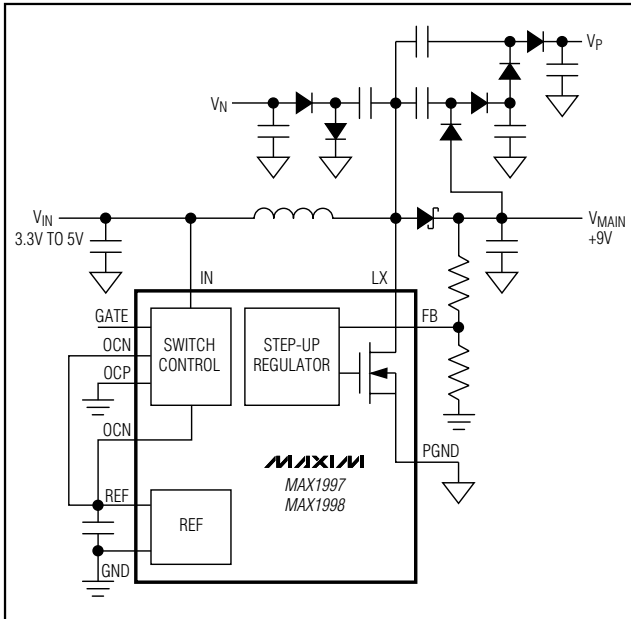 V_P
V_N
V_IN
3.3V TO 5V
V_MAIN
+9V
IN
LX
GATE
OCN
OCP
OCN
REF
GND
SWITCH
CONTROL
STEP-UP
REGULATOR
FB
PGND
MAXIM
MAX1997
MAX1998
REF